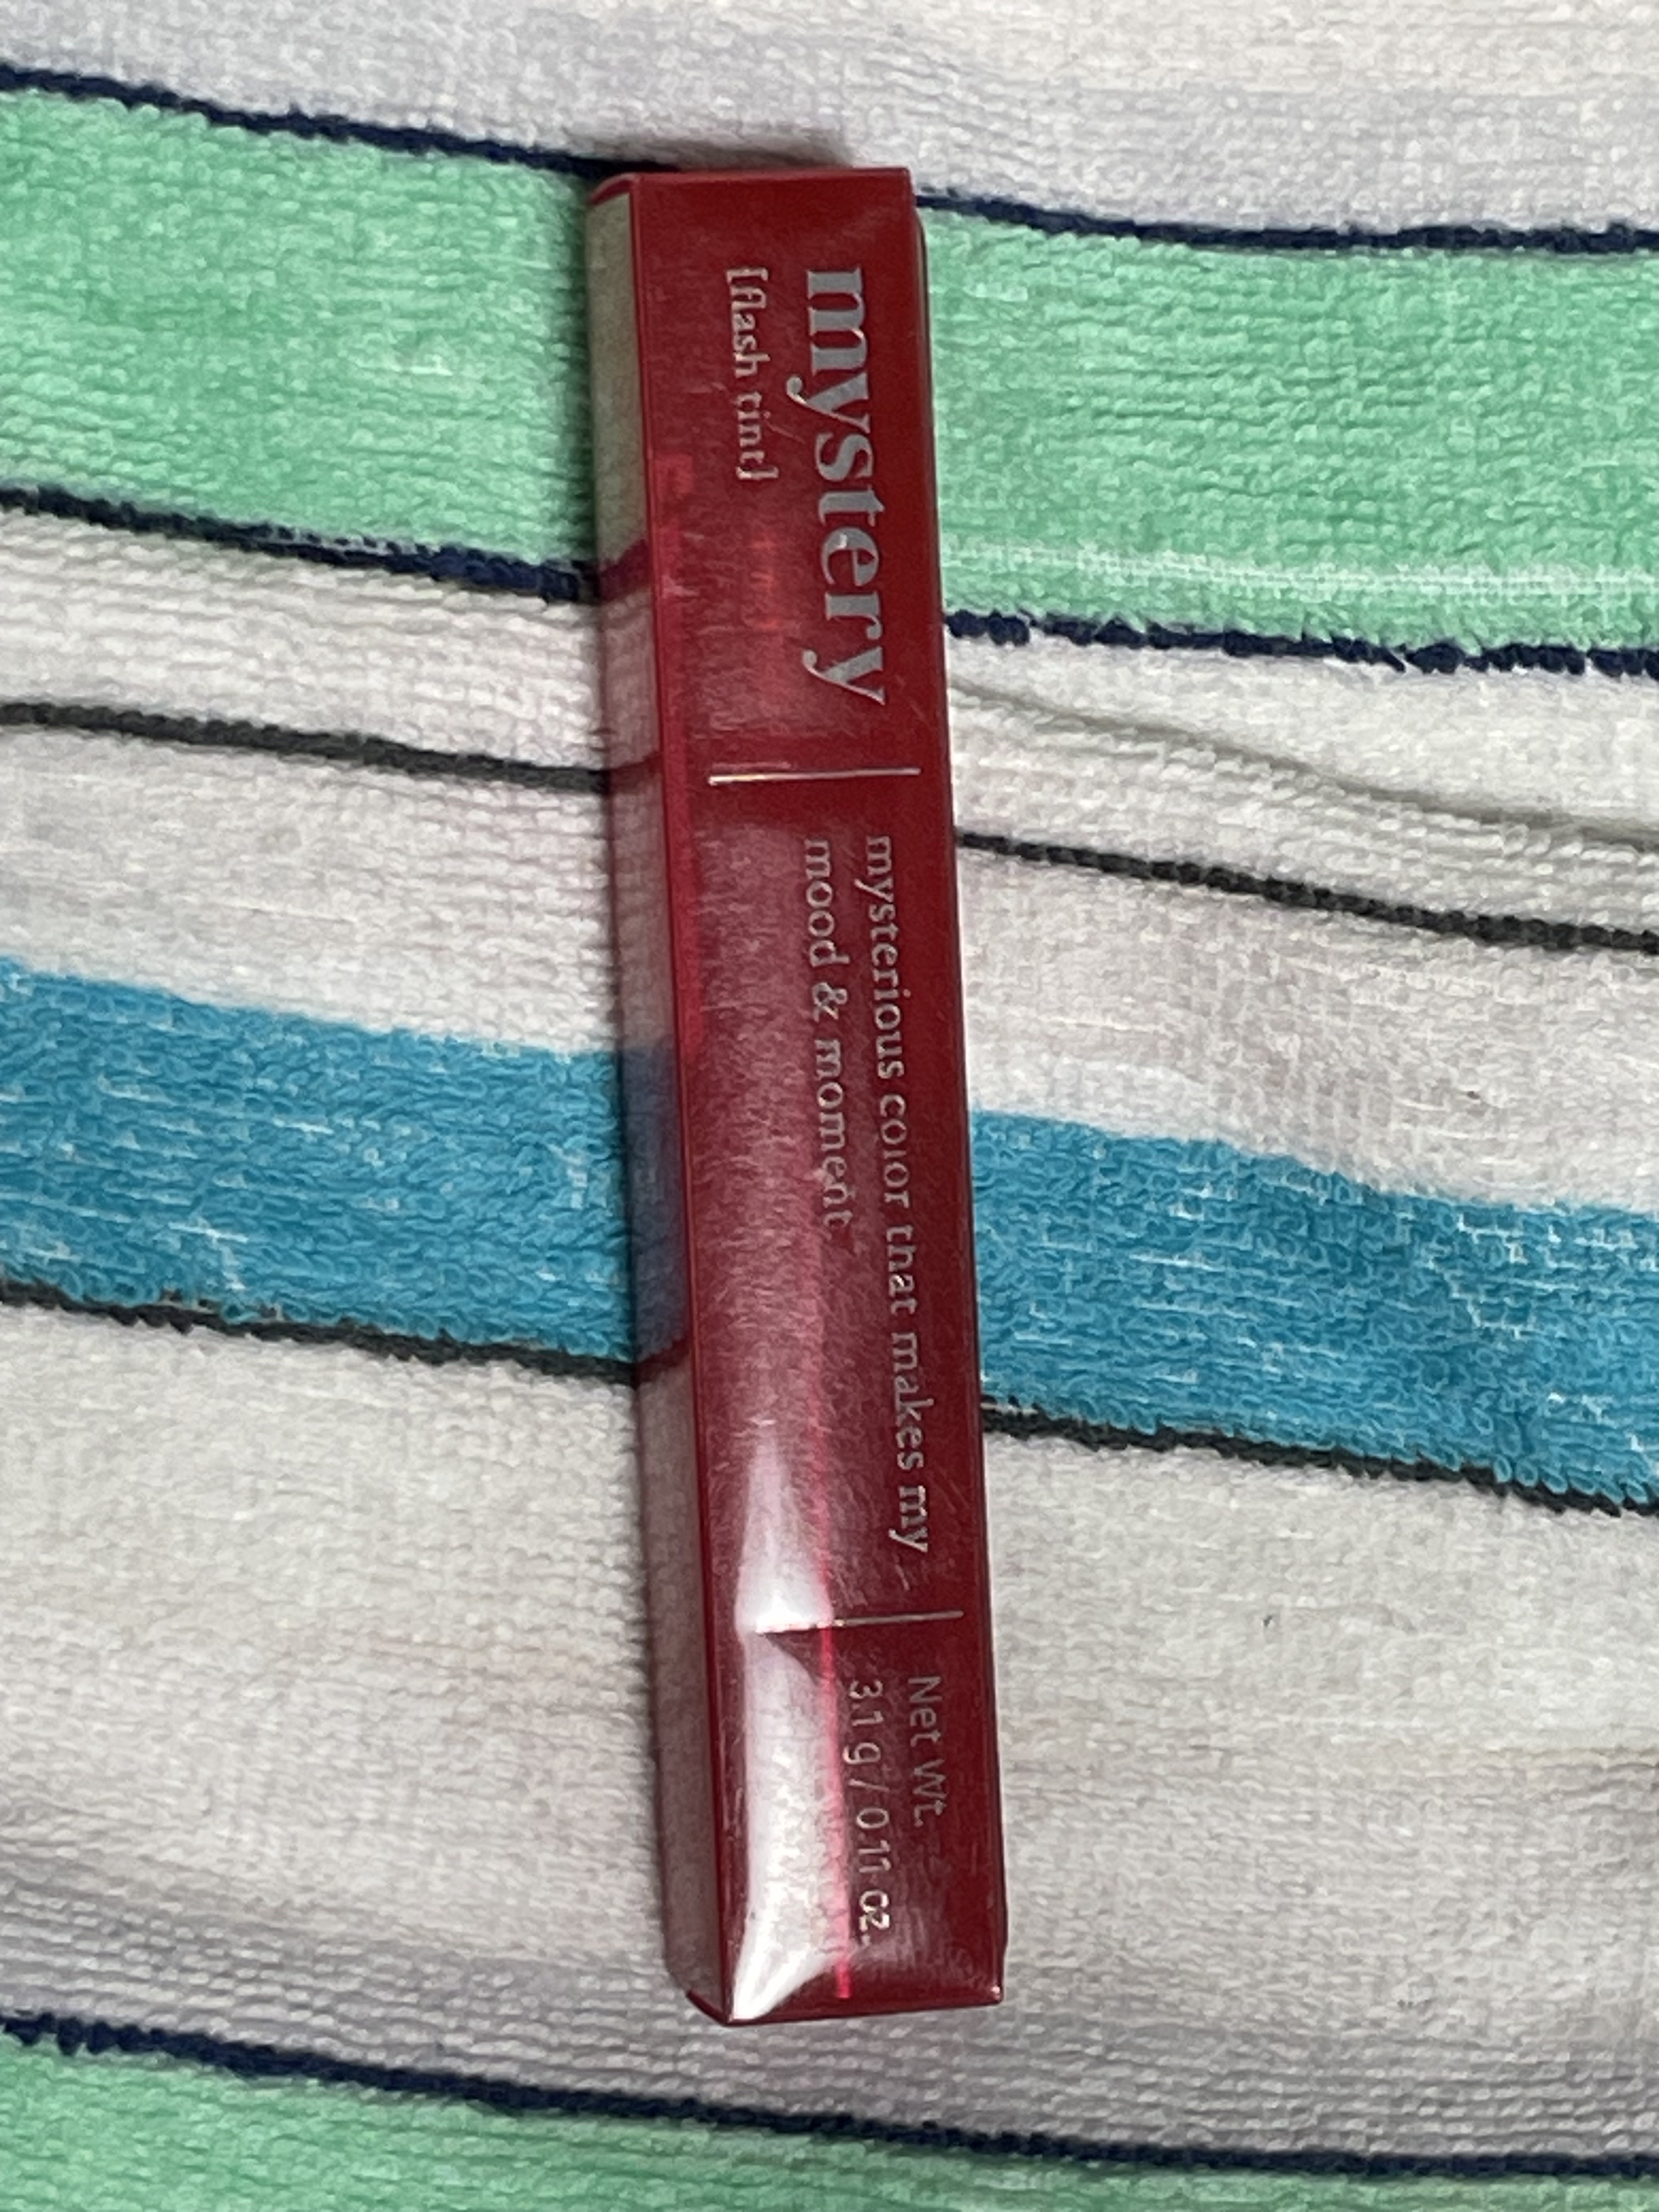 mystery
[flash tint]
mysterious color that makes my
mood & moment
Net Wt.
3.1 g / 0.11 oz.